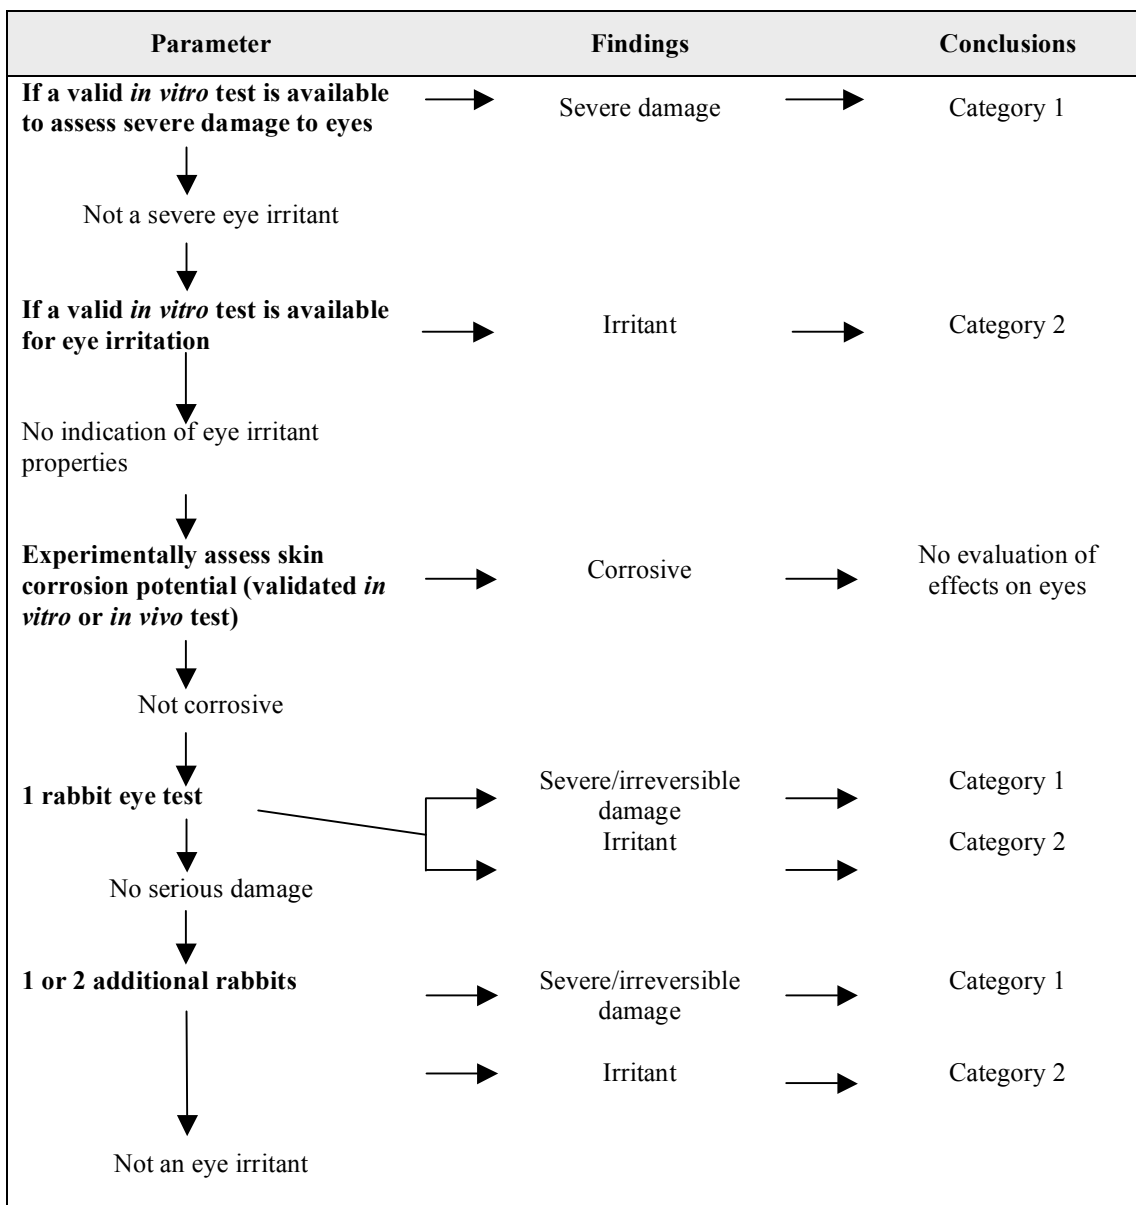 Parameter Findings Conclusions
If a valid in vitro test is available
to assess severe damage to eyes
Severe damage
Category 1
Not a severe eye irritant
If a valid in vitro test is available
for eye irritation
Irritant
Category 2
No indication of eye irritant
properties
Experimentally assess skin
corrosion potential (validated in
vitro or in vivo test)
Corrosive
No evaluation of
effects on eyes
Not corrosive
1 rabbit eye test
Severe/irreversible
damage
Category 1
Irritant
Category 2
No serious damage
1 or 2 additional rabbits
Severe/irreversible
damage
Category 1
Irritant
Category 2
Not an eye irritant